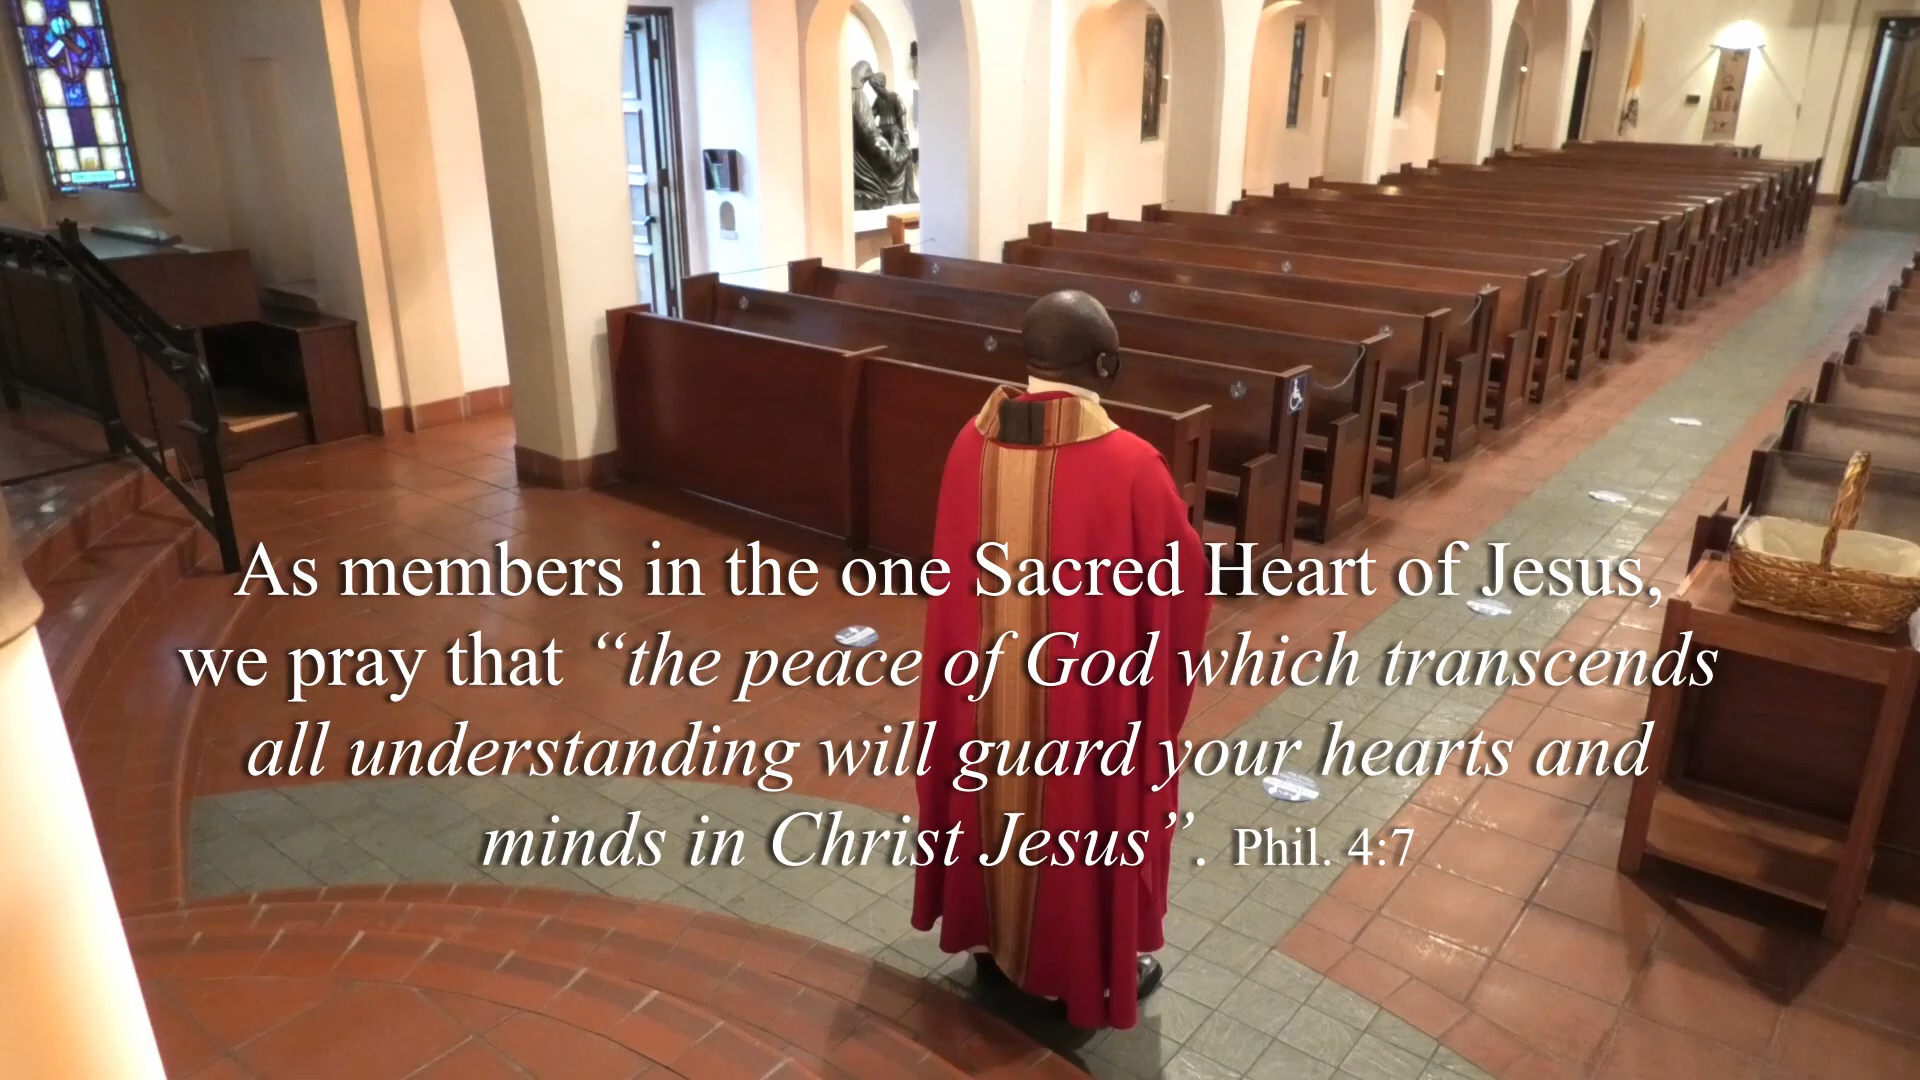 As members in the one Sacred Heart of Jesus,
we pray that “the peace of God which transcends
all understanding will guard your hearts and
minds in Christ Jesus”. Phil. 4:7